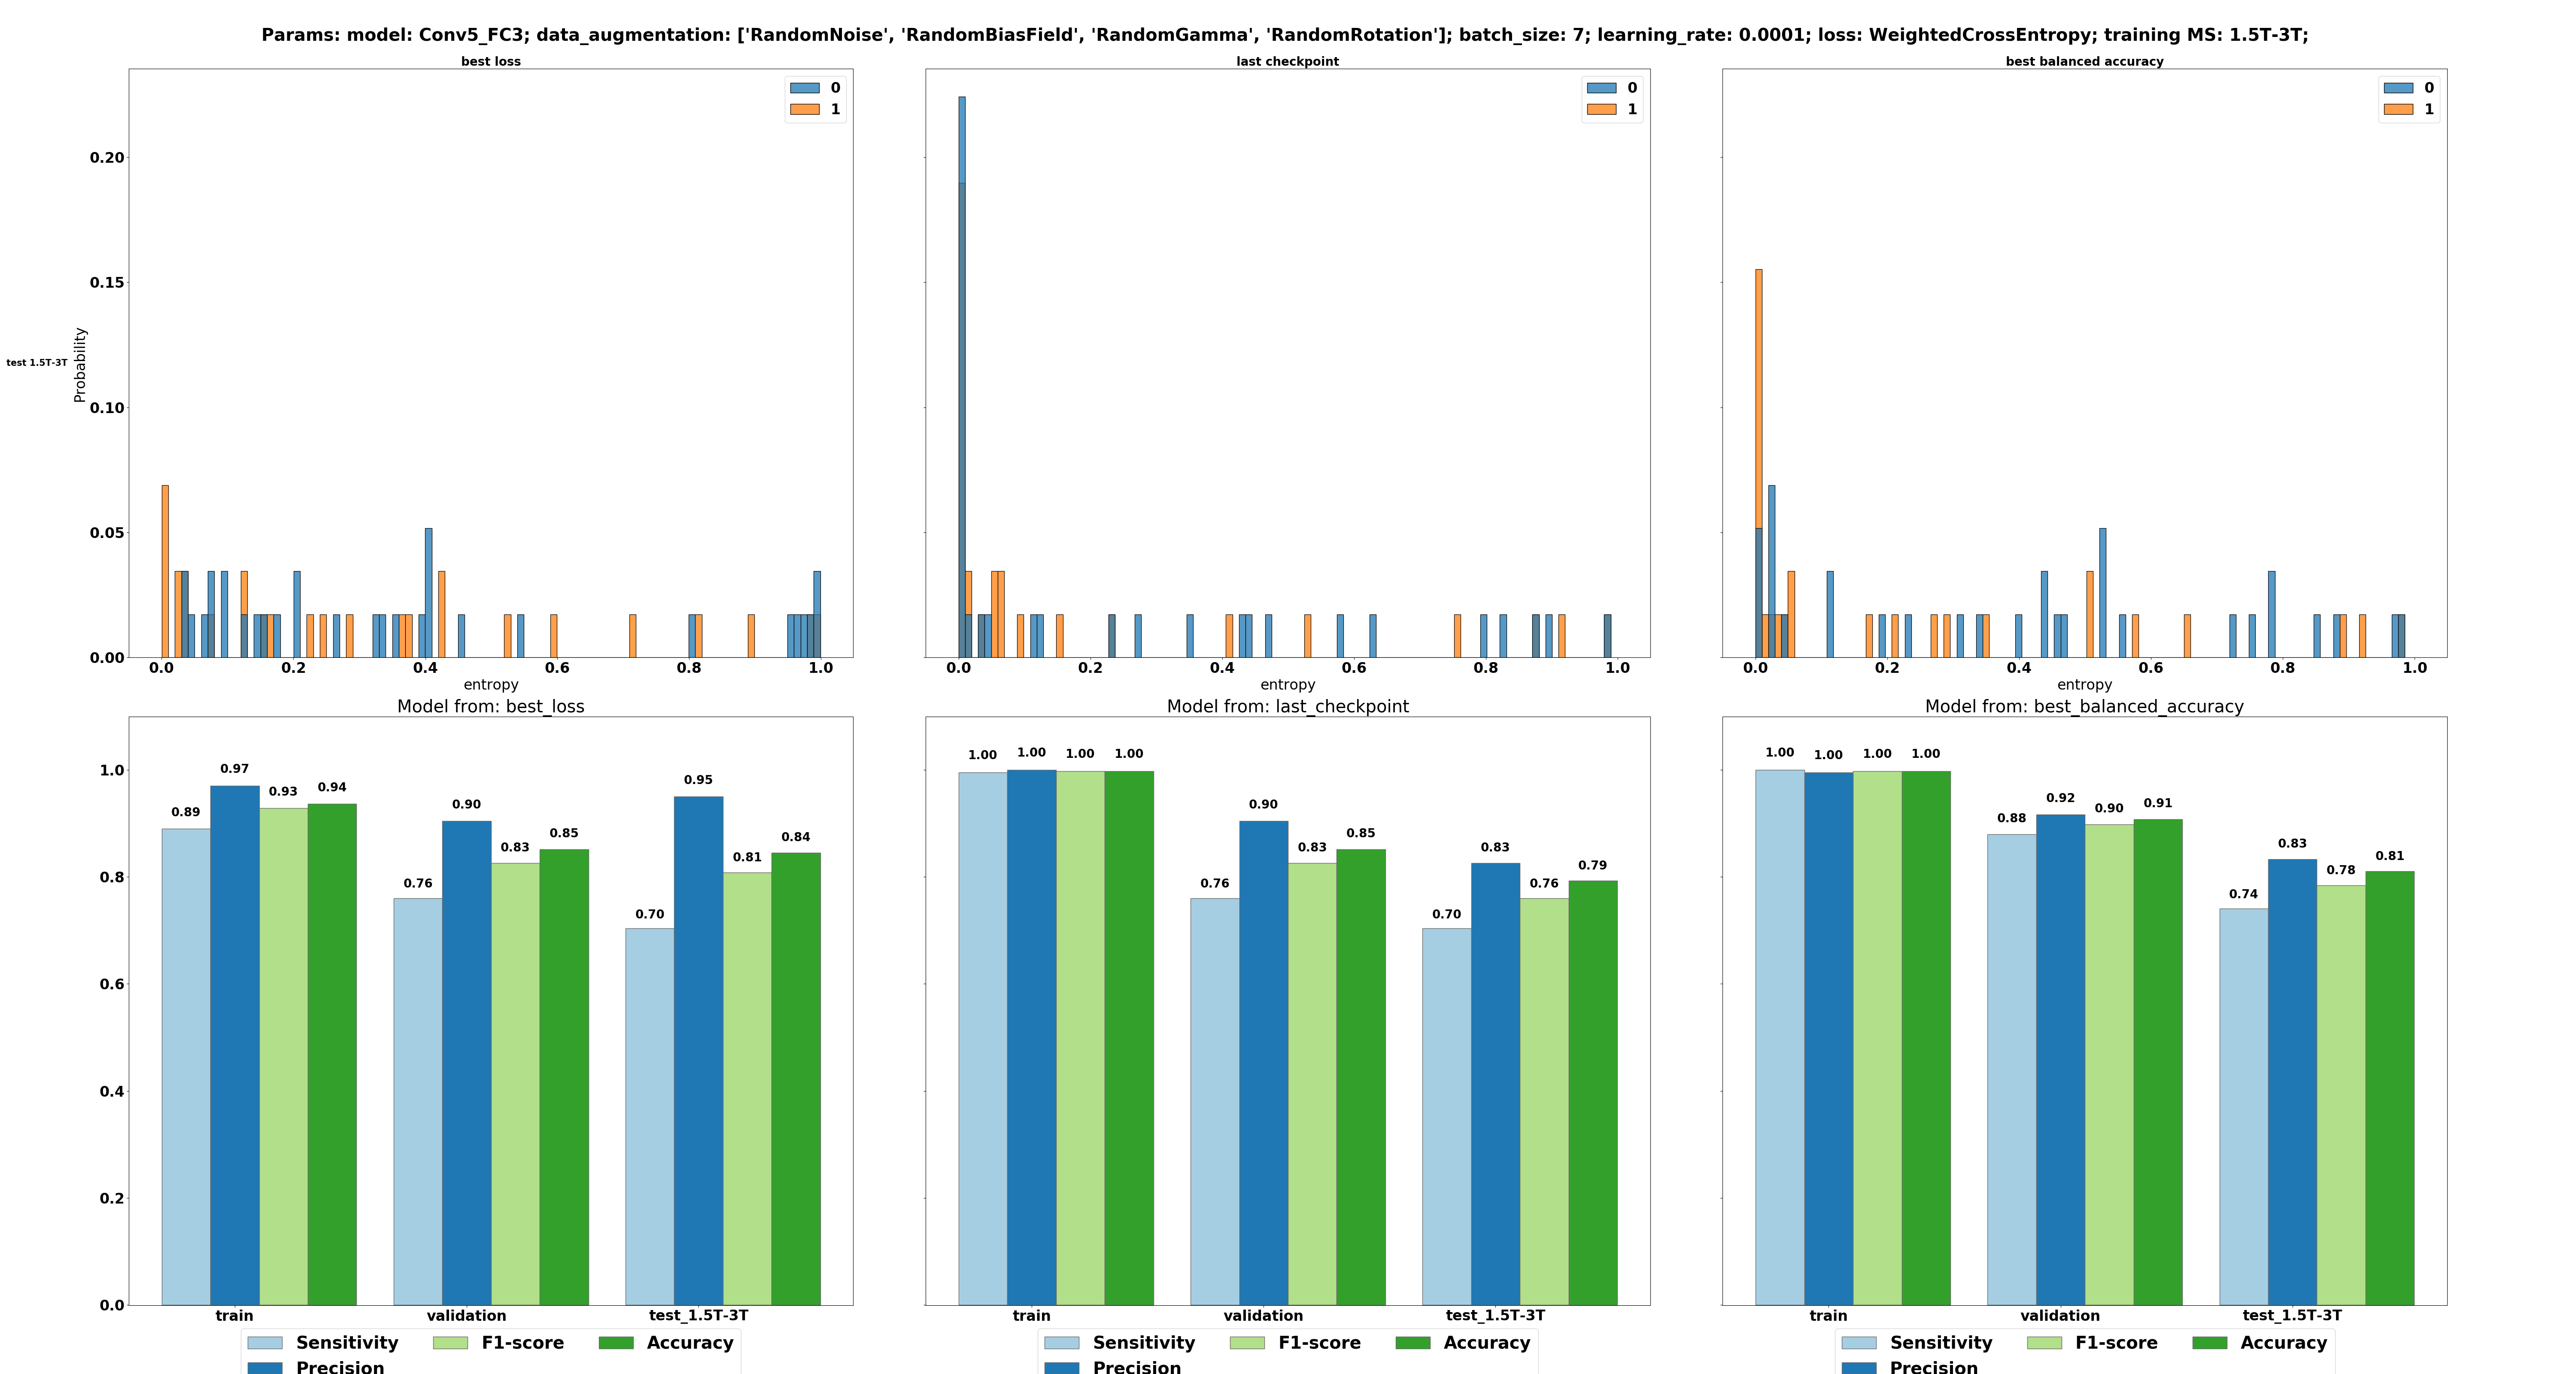 Params: model: Conv5_FC3; data_augmentation: ['RandomNoise', 'RandomBiasField', 'RandomGamma', 'RandomRotation']; batch_size: 7; learning_rate: 0.0001; loss: WeightedCrossEntropy; training MS: 1.5T-3T;
best loss
last checkpoint
best balanced accuracy
0
1
0
1
0
1
0.20
0.15
0.10
0.05
0.00
test 1.5T-3T
Probability
0.0 0.2 0.4 0.6 0.8 1.0
0.0 0.2 0.4 0.6 0.8 1.0
0.0 0.2 0.4 0.6 0.8 1.0
entropy
entropy
entropy
Model from: best_loss
Model from: last_checkpoint
Model from: best_balanced_accuracy
1.0
0.8
0.6
0.4
0.2
0.0
0.89 0.97 0.93 0.94 0.76 0.90 0.83 0.85 0.70 0.95 0.81 0.84
1.00 1.00 1.00 1.00 0.76 0.90 0.83 0.85 0.70 0.83 0.76 0.79
1.00 1.00 1.00 1.00 0.88 0.92 0.90 0.91 0.74 0.83 0.78 0.81
train validation test_1.5T-3T
train validation test_1.5T-3T
train validation test_1.5T-3T
Sensitivity F1-score Accuracy
Precision
Sensitivity F1-score Accuracy
Precision
Sensitivity F1-score Accuracy
Precision